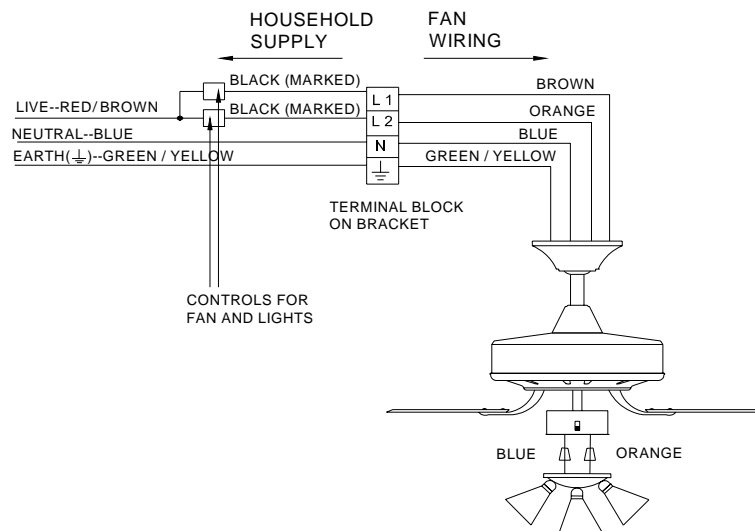 HOUSEHOLD
SUPPLY
FAN
WIRING
BLACK (MARKED)
BROWN
LIVE--RED/ BROWN
BLACK (MARKED)
L 1
ORANGE
L 2
NEUTRAL--BLUE
N
BLUE
EARTH(⏚)--GREEN / YELLOW
GREEN / YELLOW
TERMINAL BLOCK
ON BRACKET
CONTROLS FOR
FAN AND LIGHTS
BLUE
ORANGE